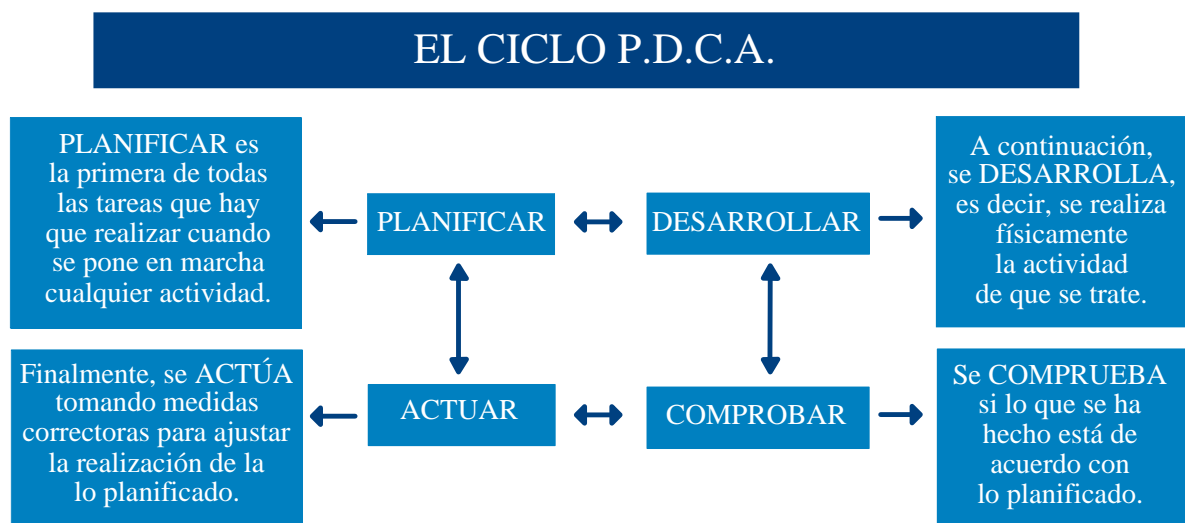 EL CICLO P.D.C.A.
PLANIFICAR es
la primera de todas
las tareas que hay
que realizar cuando
se pone en marcha
cualquier actividad.
PLANIFICAR
DESARROLLAR
A continuación,
se DESARROLLA,
es decir, se realiza
físicamente
la actividad
de que se trate.
Finalmente, se ACTÚA
tomando medidas
correctoras para ajustar
la realización de la
lo planificado.
ACTUAR
COMPROBAR
Se COMPRUEBA
si lo que se ha
hecho está de
acuerdo con
lo planificado.